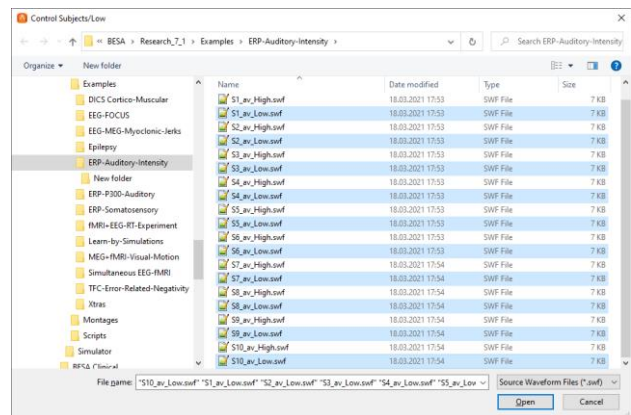 Control Subjects/Low
« BESA › Research_7_1 › Examples › ERP-Auditory-Intensity ›
Search ERP-Auditory-Intensity
Organize
New folder
Examples
DICS Cortico-Muscular
EEG-FOCUS
EEG-MEG-Myoclonic-Jerks
Epilepsy
ERP-Auditory-Intensity
New folder
ERP-P300-Auditory
ERP-Somatosensory
fMRI+EEG-RT-Experiment
Learn-by-Simulations
MEG+fMRI-Visual-Motion
Simultaneous EEG-fMRI
TFC-Error-Related-Negativity
Xtras
Montages
Scripts
Simulator
BESA Clinical
Name Date modified Type Size
S1_av_High.swf 18.03.2021 17:53 SWF File 7 KB
S1_av_Low.swf 18.03.2021 17:53 SWF File 7 KB
S2_av_High.swf 18.03.2021 17:53 SWF File 7 KB
S2_av_Low.swf 18.03.2021 17:53 SWF File 7 KB
S3_av_High.swf 18.03.2021 17:53 SWF File 7 KB
S3_av_Low.swf 18.03.2021 17:53 SWF File 7 KB
S4_av_High.swf 18.03.2021 17:53 SWF File 7 KB
S4_av_Low.swf 18.03.2021 17:53 SWF File 7 KB
S5_av_High.swf 18.03.2021 17:53 SWF File 7 KB
S5_av_Low.swf 18.03.2021 17:53 SWF File 7 KB
S6_av_High.swf 18.03.2021 17:53 SWF File 7 KB
S6_av_Low.swf 18.03.2021 17:53 SWF File 7 KB
S7_av_High.swf 18.03.2021 17:54 SWF File 7 KB
S7_av_Low.swf 18.03.2021 17:54 SWF File 7 KB
S8_av_High.swf 18.03.2021 17:54 SWF File 7 KB
S8_av_Low.swf 18.03.2021 17:54 SWF File 7 KB
S9_av_High.swf 18.03.2021 17:54 SWF File 7 KB
S9_av_Low.swf 18.03.2021 17:54 SWF File 7 KB
S10_av_High.swf 18.03.2021 17:54 SWF File 7 KB
S10_av_Low.swf 18.03.2021 17:54 SWF File 7 KB
File name: "S10_av_Low.swf" "S1_av_Low.swf" "S2_av_Low.swf" "S3_av_Low.swf" "S4_av_Low.swf" "S5_av_Lov
Source Waveform Files (*.swf)
Open Cancel